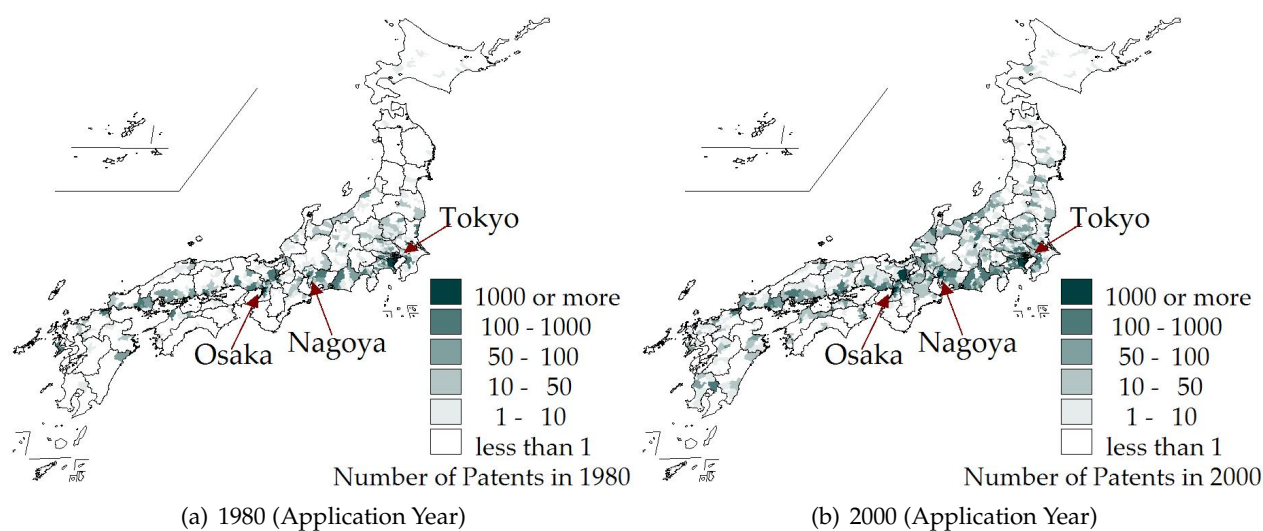 Tokyo
Osaka
Nagoya
1000 or more
100 - 1000
50 - 100
10 - 50
1 - 10
less than 1
Number of Patents in 1980
(a) 1980 (Application Year)
Tokyo
Osaka
Nagoya
1000 or more
100 - 1000
50 - 100
10 - 50
1 - 10
less than 1
Number of Patents in 2000
(b) 2000 (Application Year)